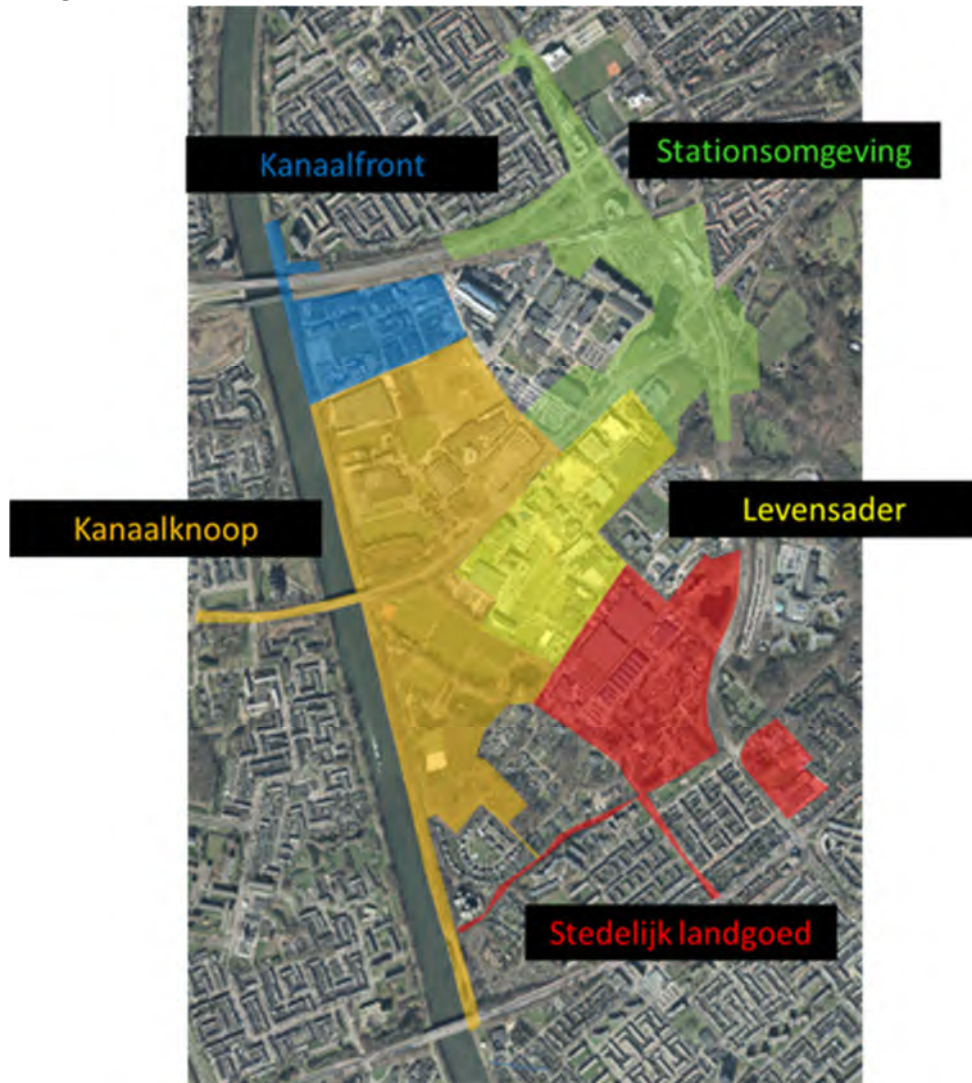 Kanaalfront
Stationsomgeving
Kanaalknoop
Levensader
Stedelijk landgoed